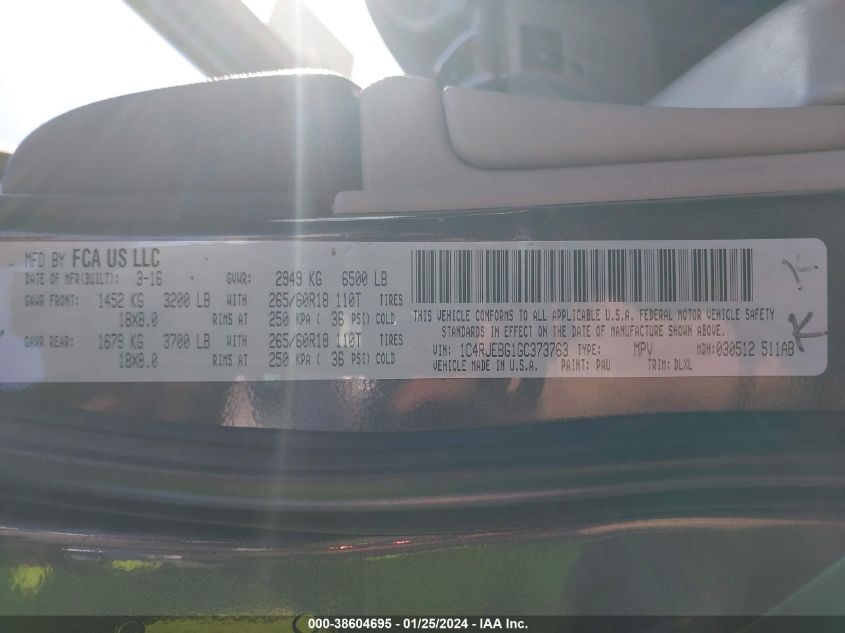 MFD BY FCA US LLC
DATE OF MFR(BUILT): 3-16 GVWR: 2949 KG 6500 LB
GAWR FRONT: 1452 KG 3200 LB WITH 265/60R18 110T TIRES
18X8.0 RIMS AT 250 KPA ( 36 PSI) COLD
GAWR REAR: 1679 KG 3700 LB WITH 265/60R18 110T TIRES
18X8.0 RIMS AT 250 KPA ( 36 PSI) COLD
THIS VEHICLE CONFORMS TO ALL APPLICABLE U.S.A. FEDERAL MOTOR VEHICLE SAFETY
STANDARDS IN EFFECT ON THE DATE OF MANUFACTURE SHOWN ABOVE.
VIN: 1C4RJEBG1GC373763 TYPE: MPV MDH: 030512 511AB
VEHICLE MADE IN U.S.A. PAINT: PAU TRIM: DLXL
K
000-38604695 - 01/25/2024 - IAA Inc.